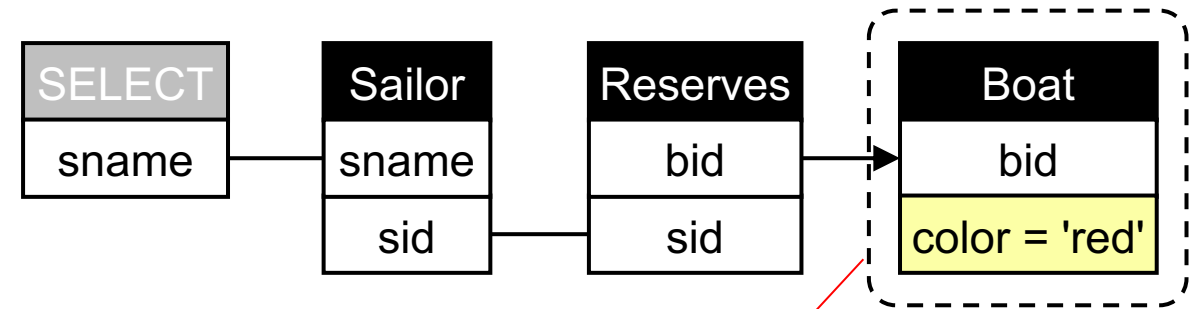 SELECT
sname
Sailor
sname
sid
Reserves
bid
sid
Boat
bid
color = 'red'